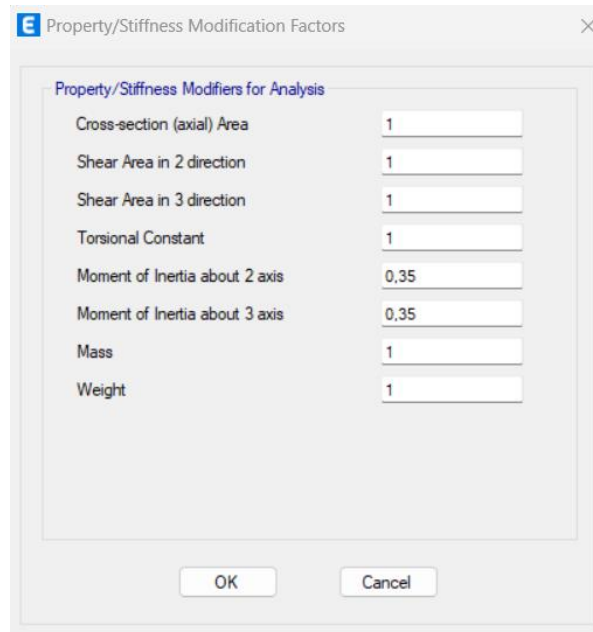 E Property/Stiffness Modification Factors
Property/Stiffness Modifiers for Analysis
Cross-section (axial) Area 1
Shear Area in 2 direction 1
Shear Area in 3 direction 1
Torsional Constant 1
Moment of Inertia about 2 axis 0,35
Moment of Inertia about 3 axis 0,35
Mass 1
Weight 1
OK Cancel